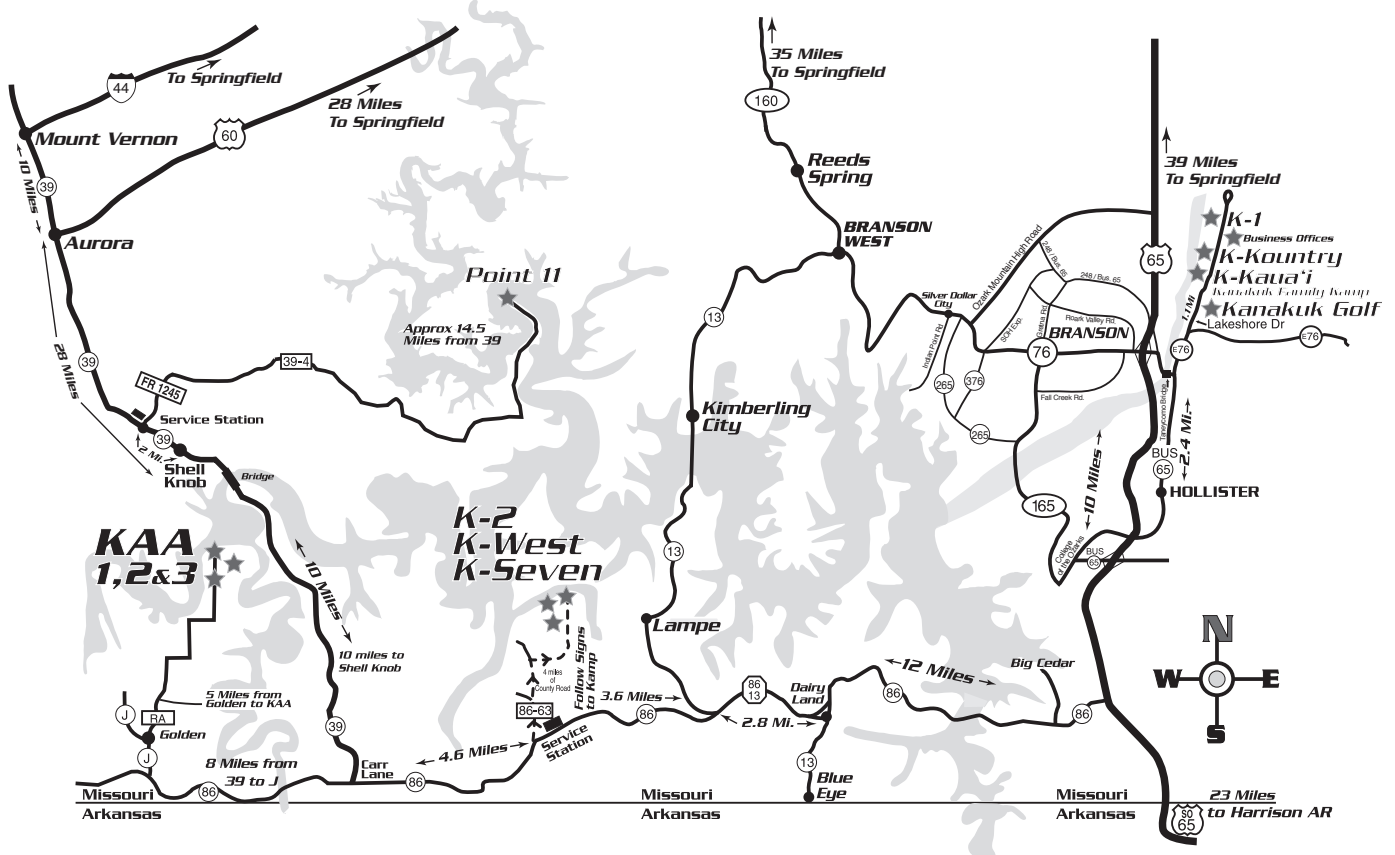 To Springfield
44
28 Miles
To Springfield
60
Mount Vernon
10 Miles
39
Aurora
28 Miles
39
FR 1245
39-4
Service Station
39
2 Mi.
Shell
Knob
Bridge
Point 11
Approx 14.5
Miles from 39
35 Miles
To Springfield
160
Reeds
Spring
BRANSON
WEST
13
Kimberling
City
13
Lampe
39 Miles
To Springfield
65
K-1
Business Offices
K-Kountry
K-Kaua'i
Kanakuk Family Kamp
Kanakuk Golf
1.1 Mi
Lakeshore Dr
E76
E76
Ozark Mountain High Road
248 / Bus. 65
248 / Bus. 65
Silver Dollar
City
Indian Point Rd
SOH Exp.
Gretna Rd
Roark Valley Rd.
BRANSON
76
265
376
Fall Creek Rd.
265
Taneycomo Bridge
2.4 Mi.
BUS
65
HOLLISTER
10 Miles
165
College
of the Ozarks
BUS
65
KAA
1,2&3
K-2
K-West
K-Seven
10 Miles
10 miles to
Shell Knob
39
5 Miles from
Golden to KAA
J
RA
Golden
J
8 Miles from
39 to J
86
Carr
Lane
86
4.6 Miles
4 miles
of
County Road
86-63
Follow Signs
to Kamp
Service
Station
3.6 Miles
86
86
13
2.8 Mi.
Dairy
Land
86
12 Miles
Big Cedar
86
13
Blue
Eye
N
W
E
S
Missouri
Arkansas
Missouri
Arkansas
Missouri
Arkansas
SO
65
23 Miles
to Harrison AR